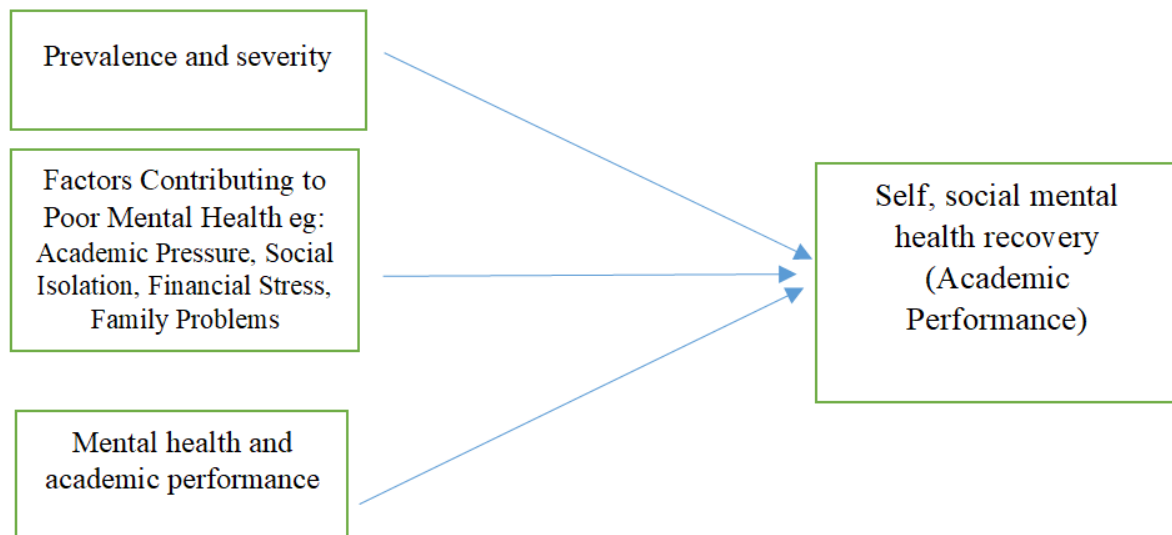 Prevalence and severity
Factors Contributing to
Poor Mental Health eg:
Academic Pressure, Social
Isolation, Financial Stress,
Family Problems
Mental health and
academic performance
Self, social mental
health recovery
(Academic
Performance)